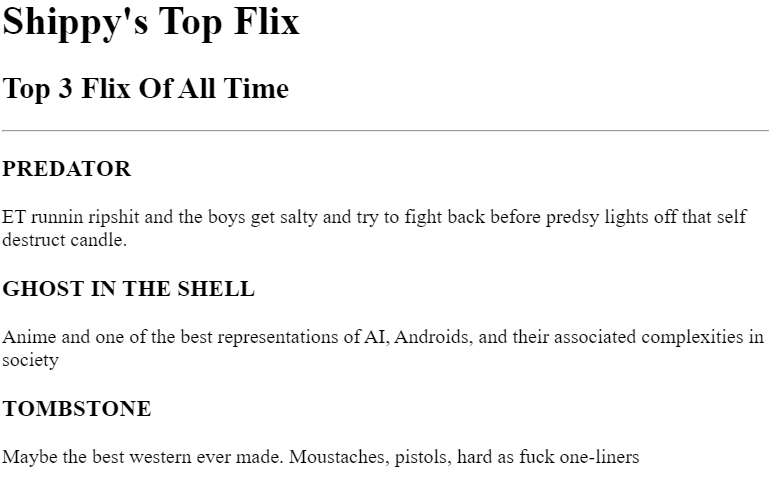 Shippy's Top Flix
Top 3 Flix Of All Time
PREDATOR
ET runnin ripshit and the boys get salty and try to fight back before predsy lights off that self
destruct candle.
GHOST IN THE SHELL
Anime and one of the best representations of AI, Androids, and their associated complexities in
society
TOMBSTONE
Maybe the best western ever made. Moustaches, pistols, hard as fuck one-liners